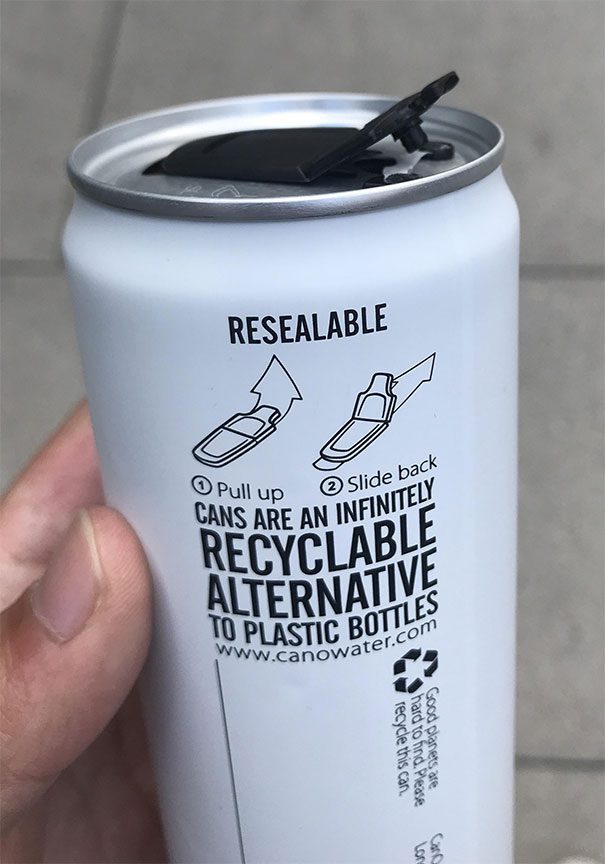 RESEALABLE
1 Pull up
2 Slide back
CANS ARE AN INFINITELY
RECYCLABLE
ALTERNATIVE
TO PLASTIC BOTTLES
www.canowater.com
Good planets are
hard to find. Please
recycle this can.